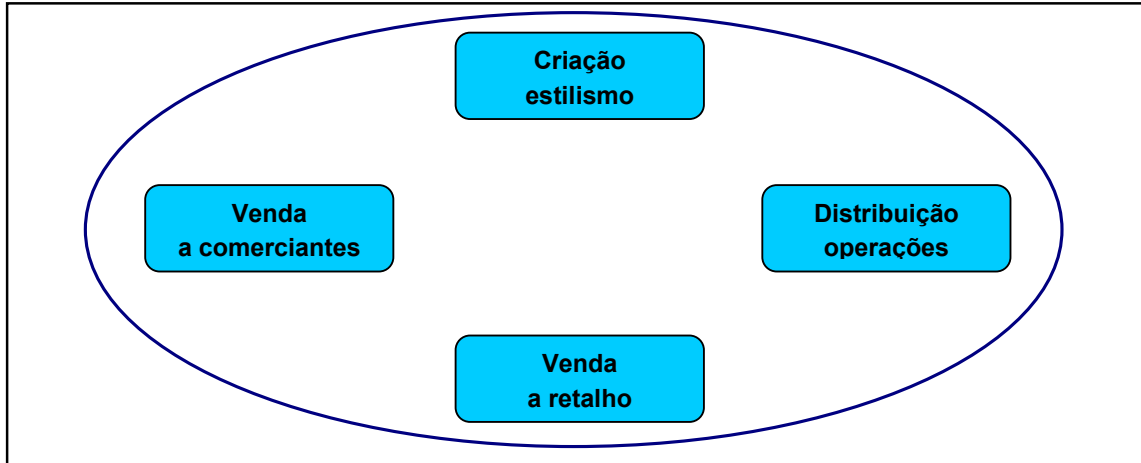 Criação
estilismo
Venda
a comerciantes
Distribuição
operações
Venda
a retalho